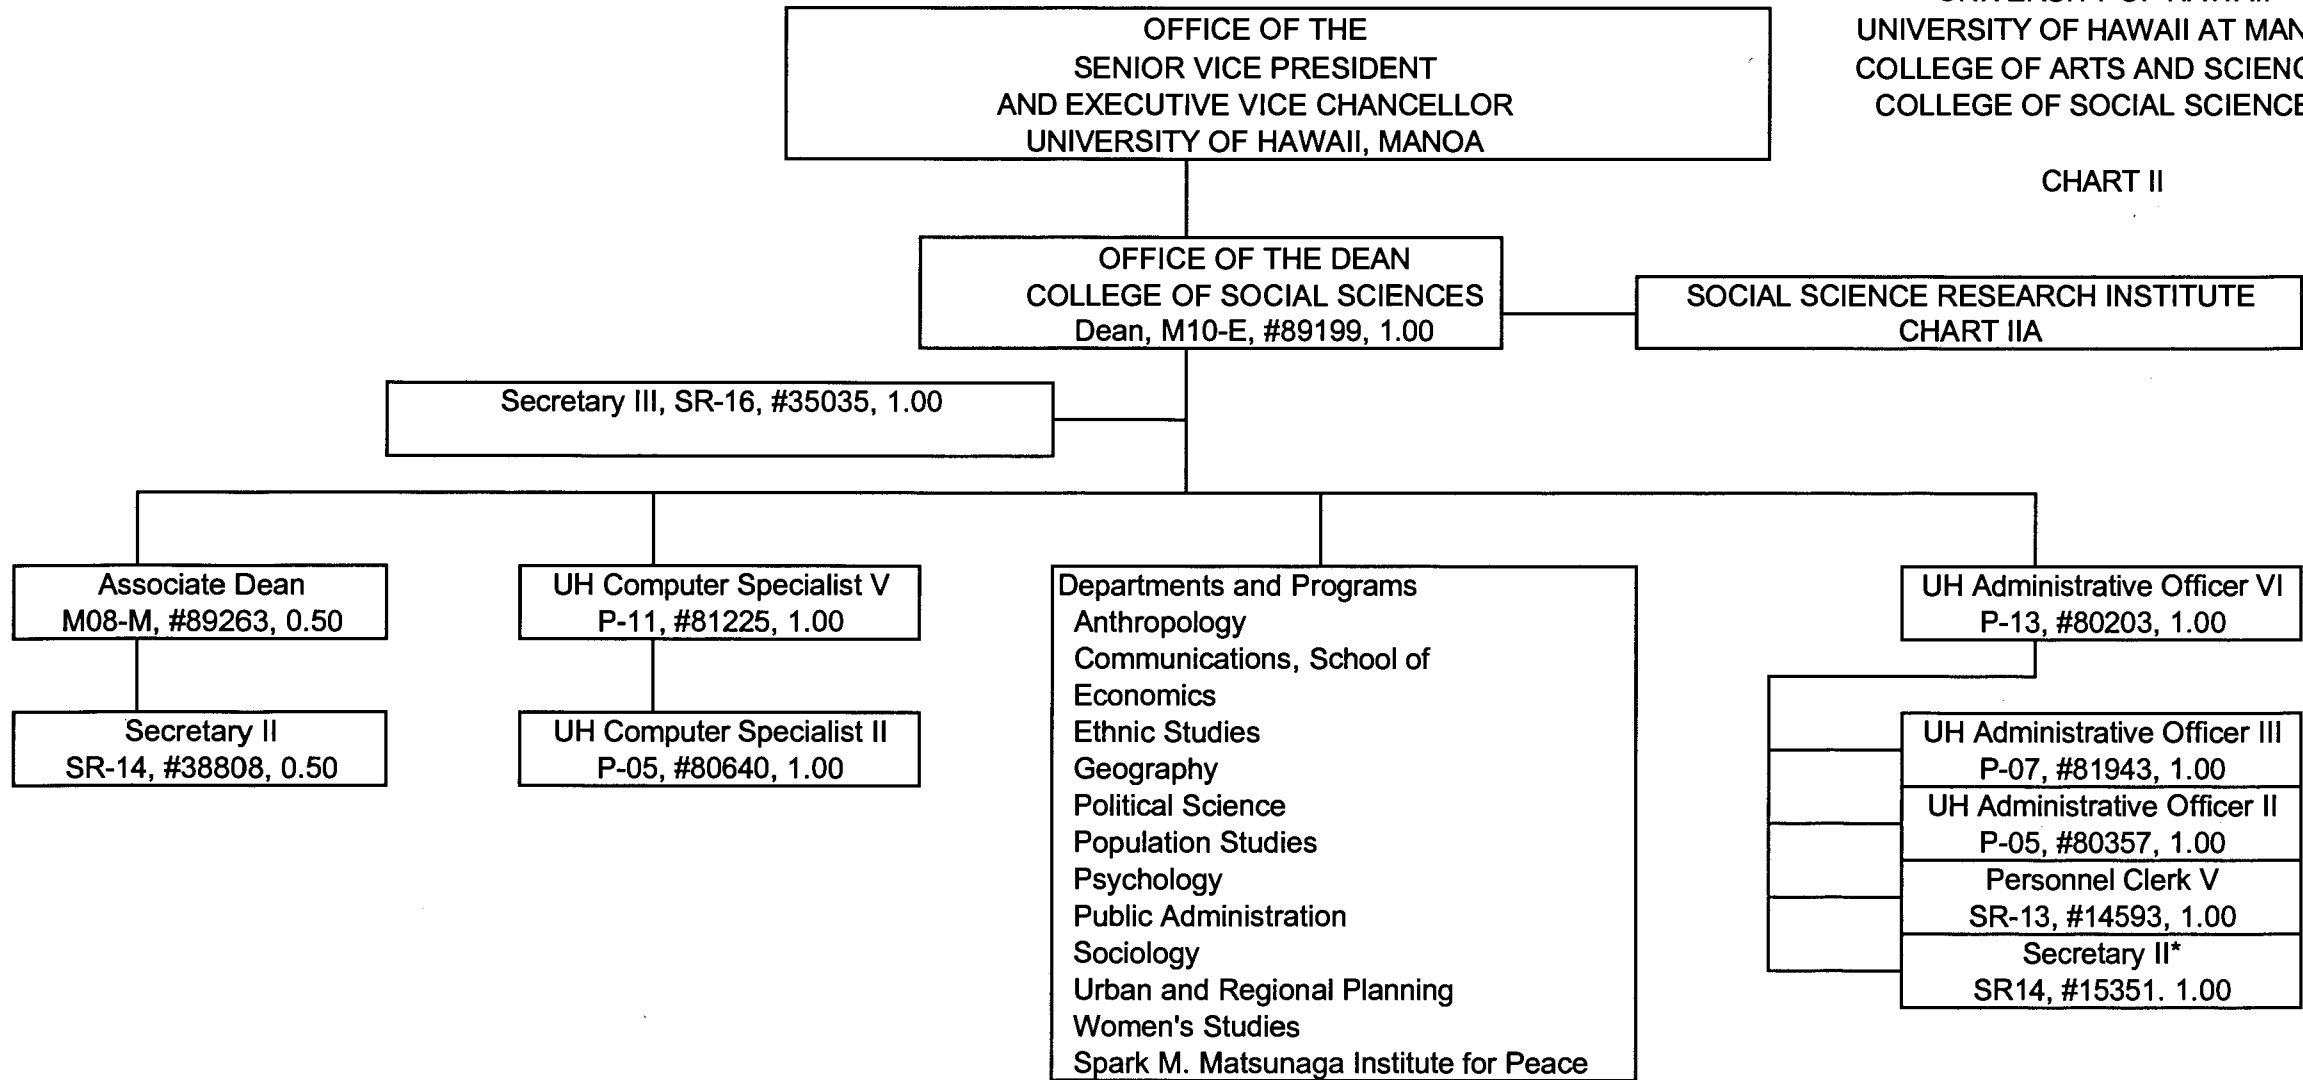 OFFICE OF THE
SENIOR VICE PRESIDENT
AND EXECUTIVE VICE CHANCELLOR
UNIVERSITY OF HAWAII, MANOA
UNIVERSITY OF HAWAII AT
COLLEGE OF ARTS AND
COLLEGE OF SOCIAL
CHART II
OFFICE OF THE DEAN
COLLEGE OF SOCIAL SCIENCES
Dean, M10-E, #89199, 1.00
SOCIAL SCIENCE RESEARCH INSTITUTE
CHART IIA
Secretary III, SR-16, #35035, 1.00
Associate Dean
M08-M, #89263, 0.50
Secretary II
SR-14, #38808, 0.50
UH Computer Specialist V
P-11, #81225, 1.00
UH Computer Specialist II
P-05, #80640, 1.00
Departments and Programs
Anthropology
Communications, School of
Economics
Ethnic Studies
Geography
Political Science
Population Studies
Psychology
Public Administration
Sociology
Urban and Regional Planning
Women's Studies
Spark M. Matsunaga Institute for Peace
UH Administrative Officer VI
P-13, #80203, 1.00
UH Administrative Officer III
P-07, #81943, 1.00
UH Administrative Officer II
P-05, #80357, 1.00
Personnel Clerk V
SR-13, #14593, 1.00
Secretary II*
SR14, #15351. 1.00